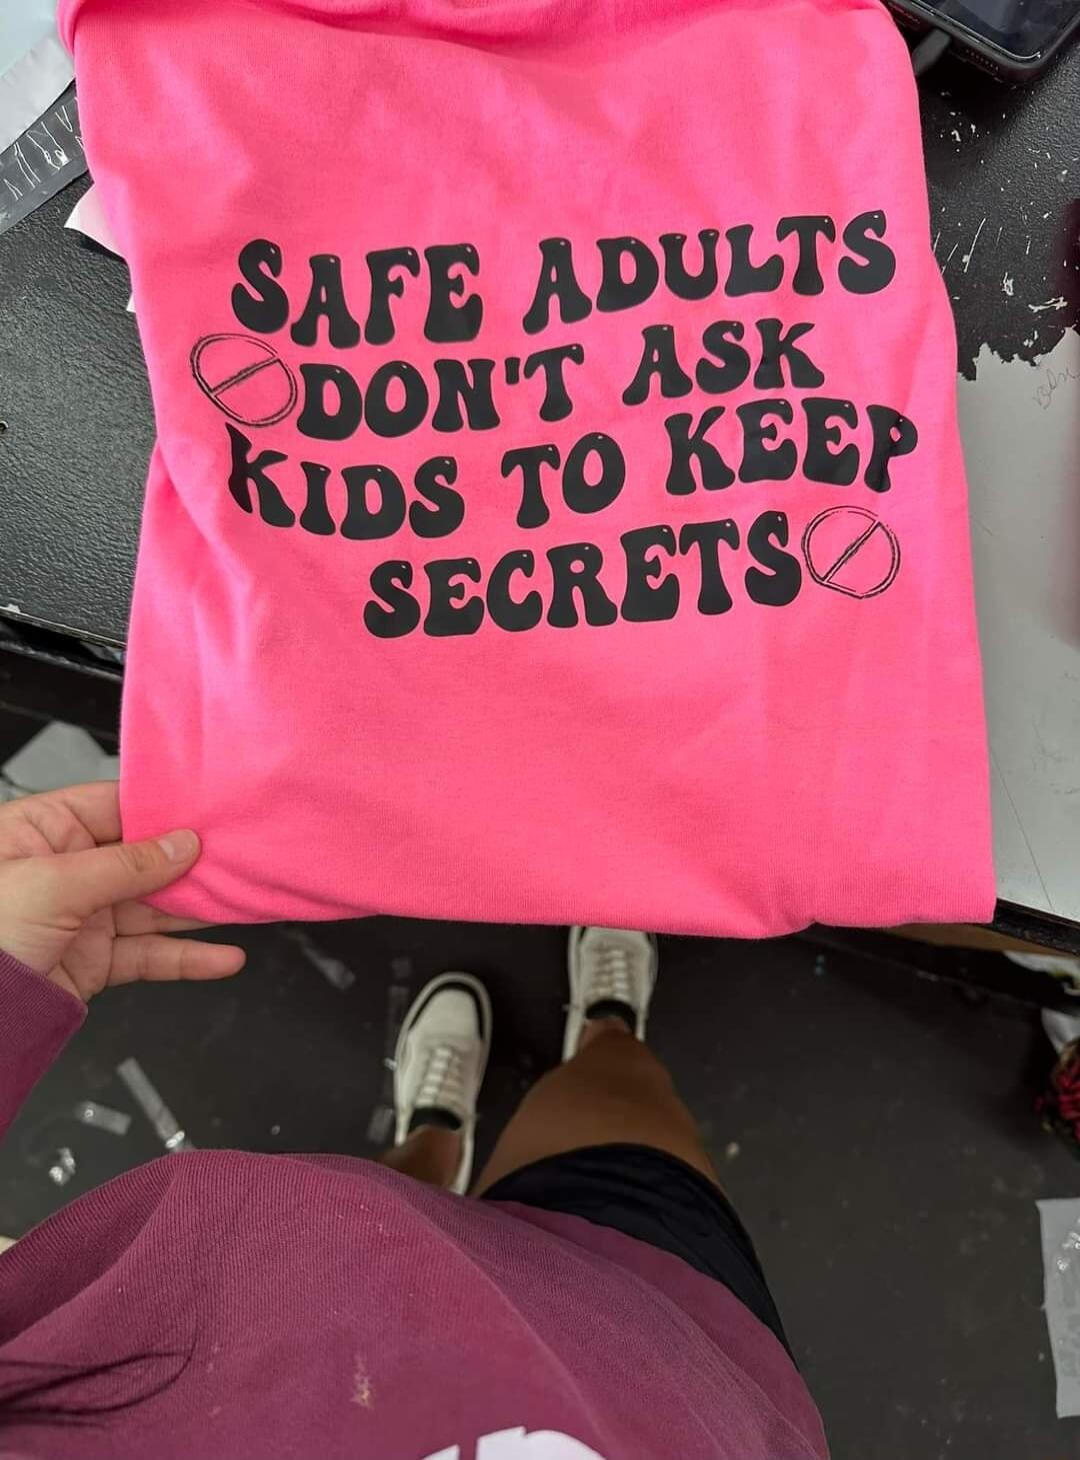 SAFE ADULTS
DON'T ASK
KIDS TO KEEP
SECRETS